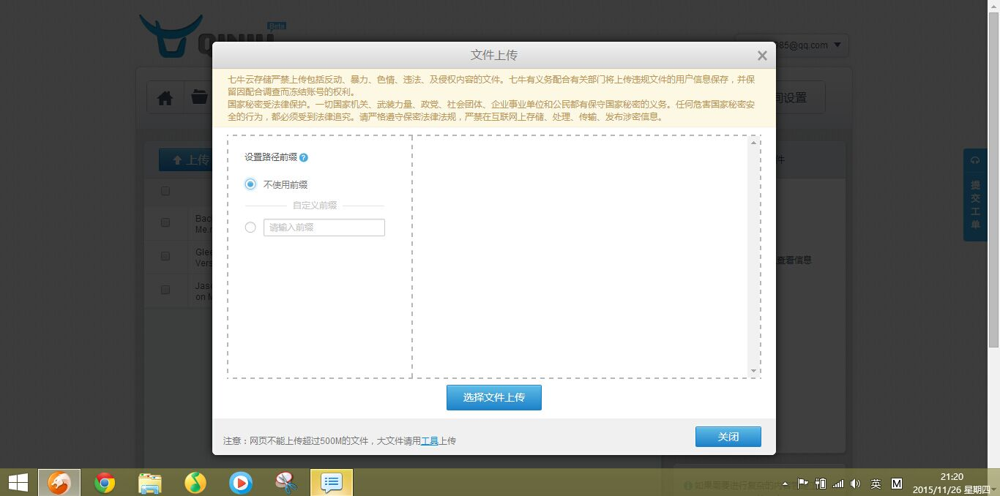 QINIU
Beta
85@qq.com
文件上传
七牛云存储严禁上传包括反动、暴力、色情、违法、及侵权内容的文件。七牛有义务配合有关部门将上传违规文件的用户信息保存，并保
留因配合调查而冻结账号的权利。
国家秘密受法律保护。一切国家机关、武装力量、政党、社会团体、企业事业单位和公民都有保守国家秘密的义务。任何危害国家秘密安
全的行为，都必须受到法律追究。请严格遵守保密法律法规，严禁在互联网上存储、处理、传输、发布涉密信息。
设置
上传
件
设置路径前缀
不使用前缀
自定义前缀
请输入前缀
提交工单
Bac
Me.
Glee
Vers
查看信息
Jas
on M
选择文件上传
注意：网页不能上传超过500M的文件，大文件请用工具上传
关闭
如果需要进行复杂的内
英
M
21:20
2015/11/26 星期四